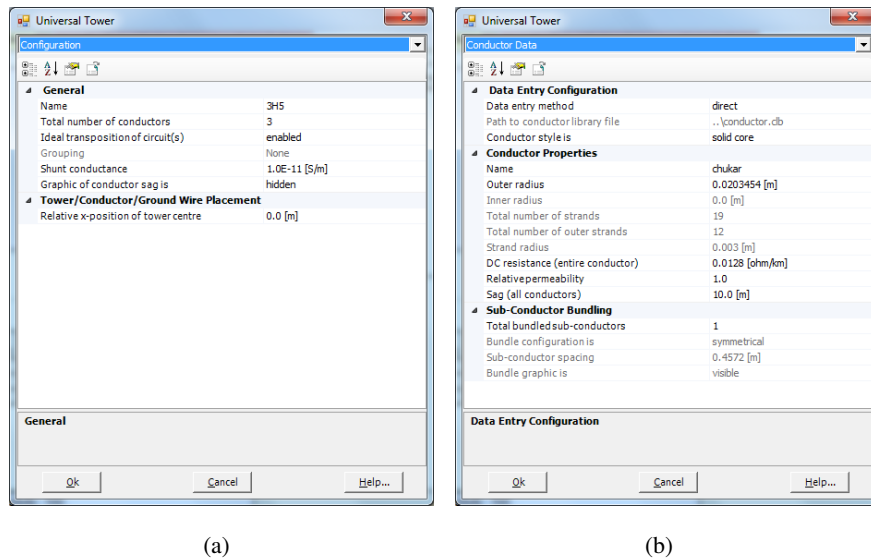 Universal Tower
Configuration
General
Name 3H5
Total number of conductors 3
Ideal transposition of circuit(s) enabled
Grouping None
Shunt conductance 1.0E-11 [S/m]
Graphic of conductor sag is hidden
Tower/Conductor/Ground Wire Placement
Relative x-position of tower centre 0.0 [m]
General
Ok Cancel Help...
(a)
Universal Tower
Conductor Data
Data Entry Configuration
Data entry method direct
Path to conductor library file ..\conductor.clb
Conductor style is solid core
Conductor Properties
Name chukar
Outer radius 0.0203454 [m]
Inner radius 0.0 [m]
Total number of strands 19
Total number of outer strands 12
Strand radius 0.003 [m]
DC resistance (entire conductor) 0.0128 [ohm/km]
Relative permeability 1.0
Sag (all conductors) 10.0 [m]
Sub-Conductor Bundling
Total bundled sub-conductors 1
Bundle configuration is symmetrical
Sub-conductor spacing 0.4572 [m]
Bundle graphic is visible
Data Entry Configuration
Ok Cancel Help...
(b)